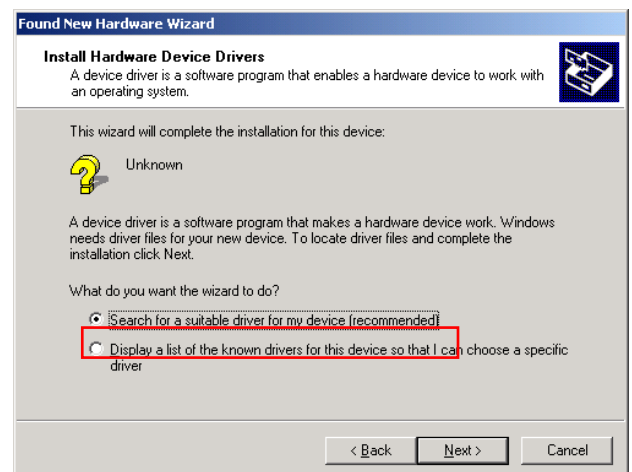 Found New Hardware Wizard
Install Hardware Device Drivers
A device driver is a software program that enables a hardware device to work with
an operating system.
This wizard will complete the installation for this device:
Unknown
A device driver is a software program that makes a hardware device work. Windows
needs driver files for your new device. To locate driver files and complete the
installation click Next.
What do you want the wizard to do?
Search for a suitable driver for my device (recommended)
Display a list of the known drivers for this device so that I can choose a specific
driver
< Back Next > Cancel